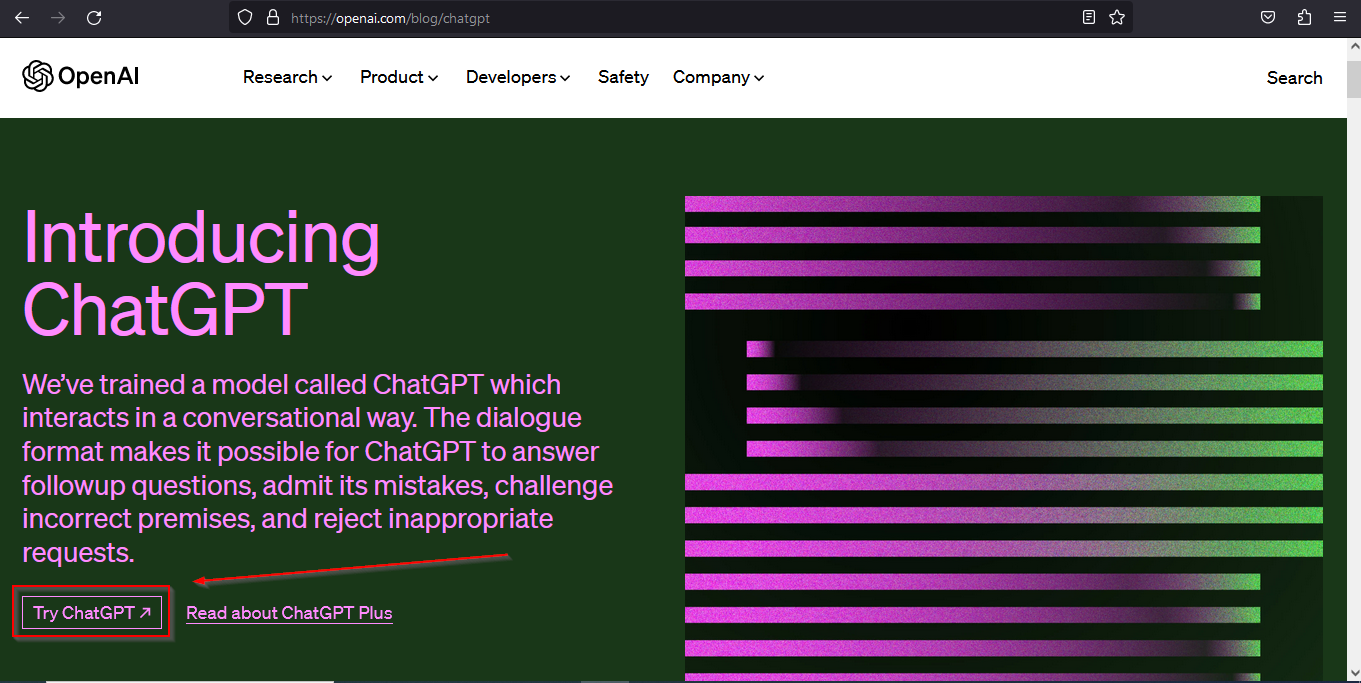 https://openai.com/blog/chatgpt
OpenAI Research Product Developers Safety Company Search
Introducing
ChatGPT
We’ve trained a model called ChatGPT which
interacts in a conversational way. The dialogue
format makes it possible for ChatGPT to answer
followup questions, admit its mistakes, challenge
incorrect premises, and reject inappropriate
requests.
Try ChatGPT ↗ Read about ChatGPT Plus